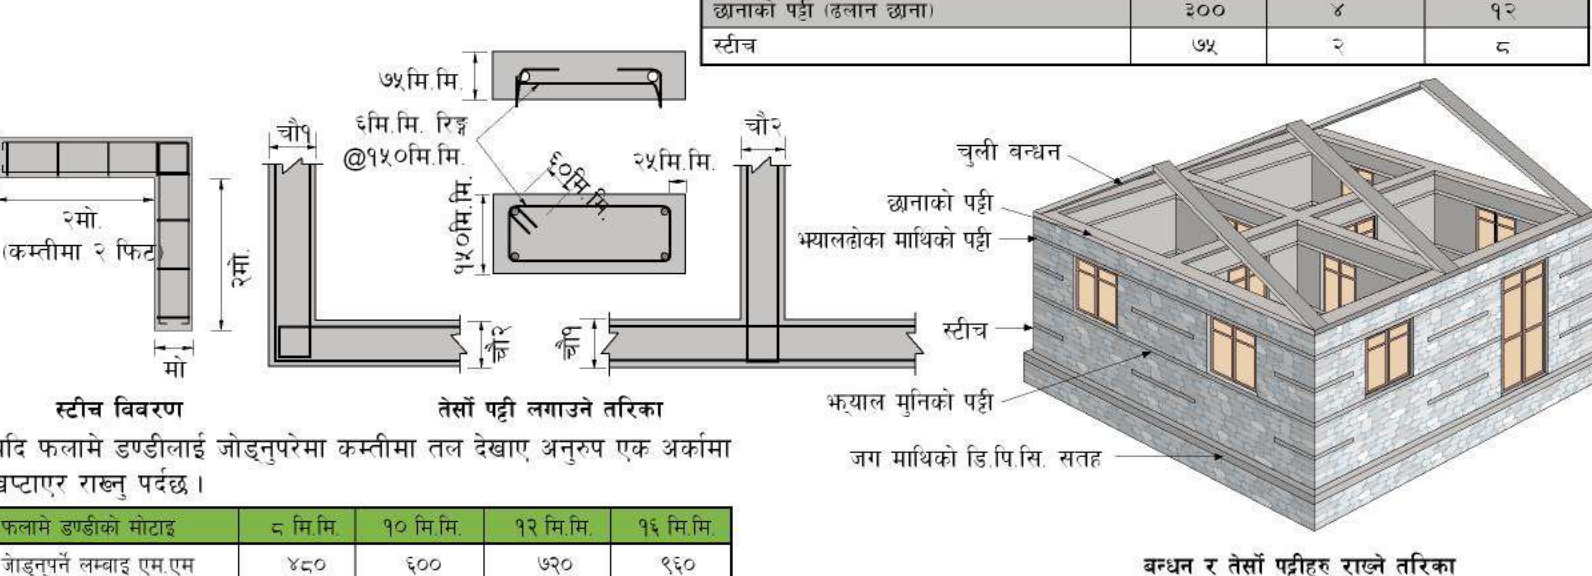 छानाको पट्टी (ढलान छाना) ३०० ४ १२
स्टीच ७५ २ ८
७५मि.मि.
६मि.मि. रिङ्ग
@१५०मि.मि.
६०मि.मि.
२५मि.मि.
१५०मि.मि.
चौ१
चौ२
चौ२
चौ१
२मो.
(कम्तीमा २ फिट)
२मो.
मो
स्टीच विवरण
तेर्सो पट्टी लगाउने तरिका
चुली बन्धन
छानाको पट्टी
झ्यालढोका माथिको पट्टी
स्टीच
झ्याल मुनिको पट्टी
जग माथिको डि.पि.सि. सतह
बन्धन र तेर्सो पट्टीहरु राख्ने तरिका
फलामे डण्डीलाई जोड्नुपरेमा कम्तीमा तल देखाए अनुरुप एक अर्कामा
राख्नु पर्दछ ।
फलामे डण्डीको मोटाइ ८ मि.मि. १० मि.मि. १२ मि.मि. १६ मि.मि.
जोड्नुपर्ने लम्बाइ एम.एम ४८० ६०० ७२० ९६०